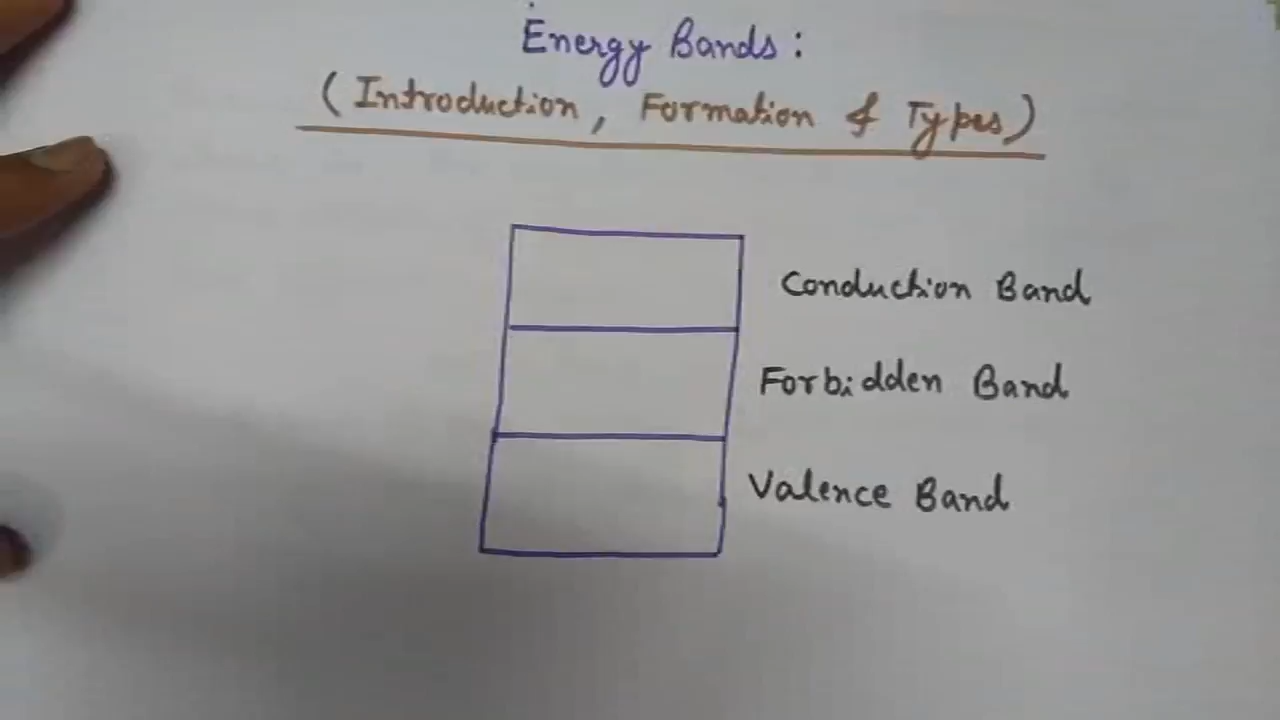 Energy Bands:
(Introduction, Formation & Types)
Conduction Band
Forbidden Band
Valence Band